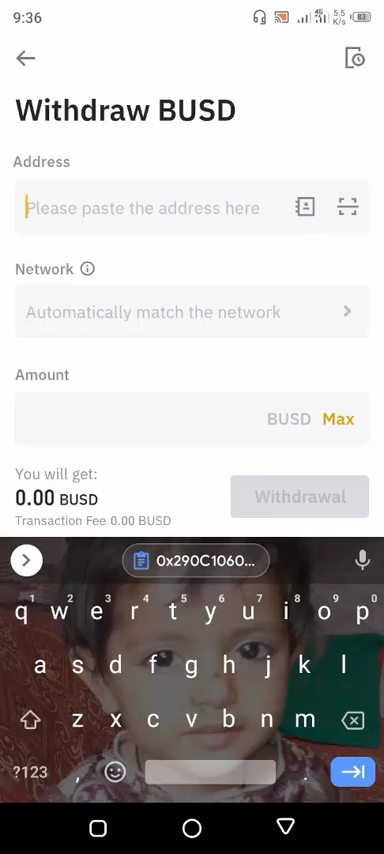 9:36
4G 5.5 K/s 83
Withdraw BUSD
Address
Please paste the address here
Network
Automatically match the network
Amount
BUSD Max
You will get:
0.00 BUSD
Withdrawal
Transaction Fee 0.00 BUSD
0x290C1060...
1 2 3 4 5 6 7 8 9 0
q w e r t y u i o p
a s d f g h j k l
z x c v b n m
?123 , .